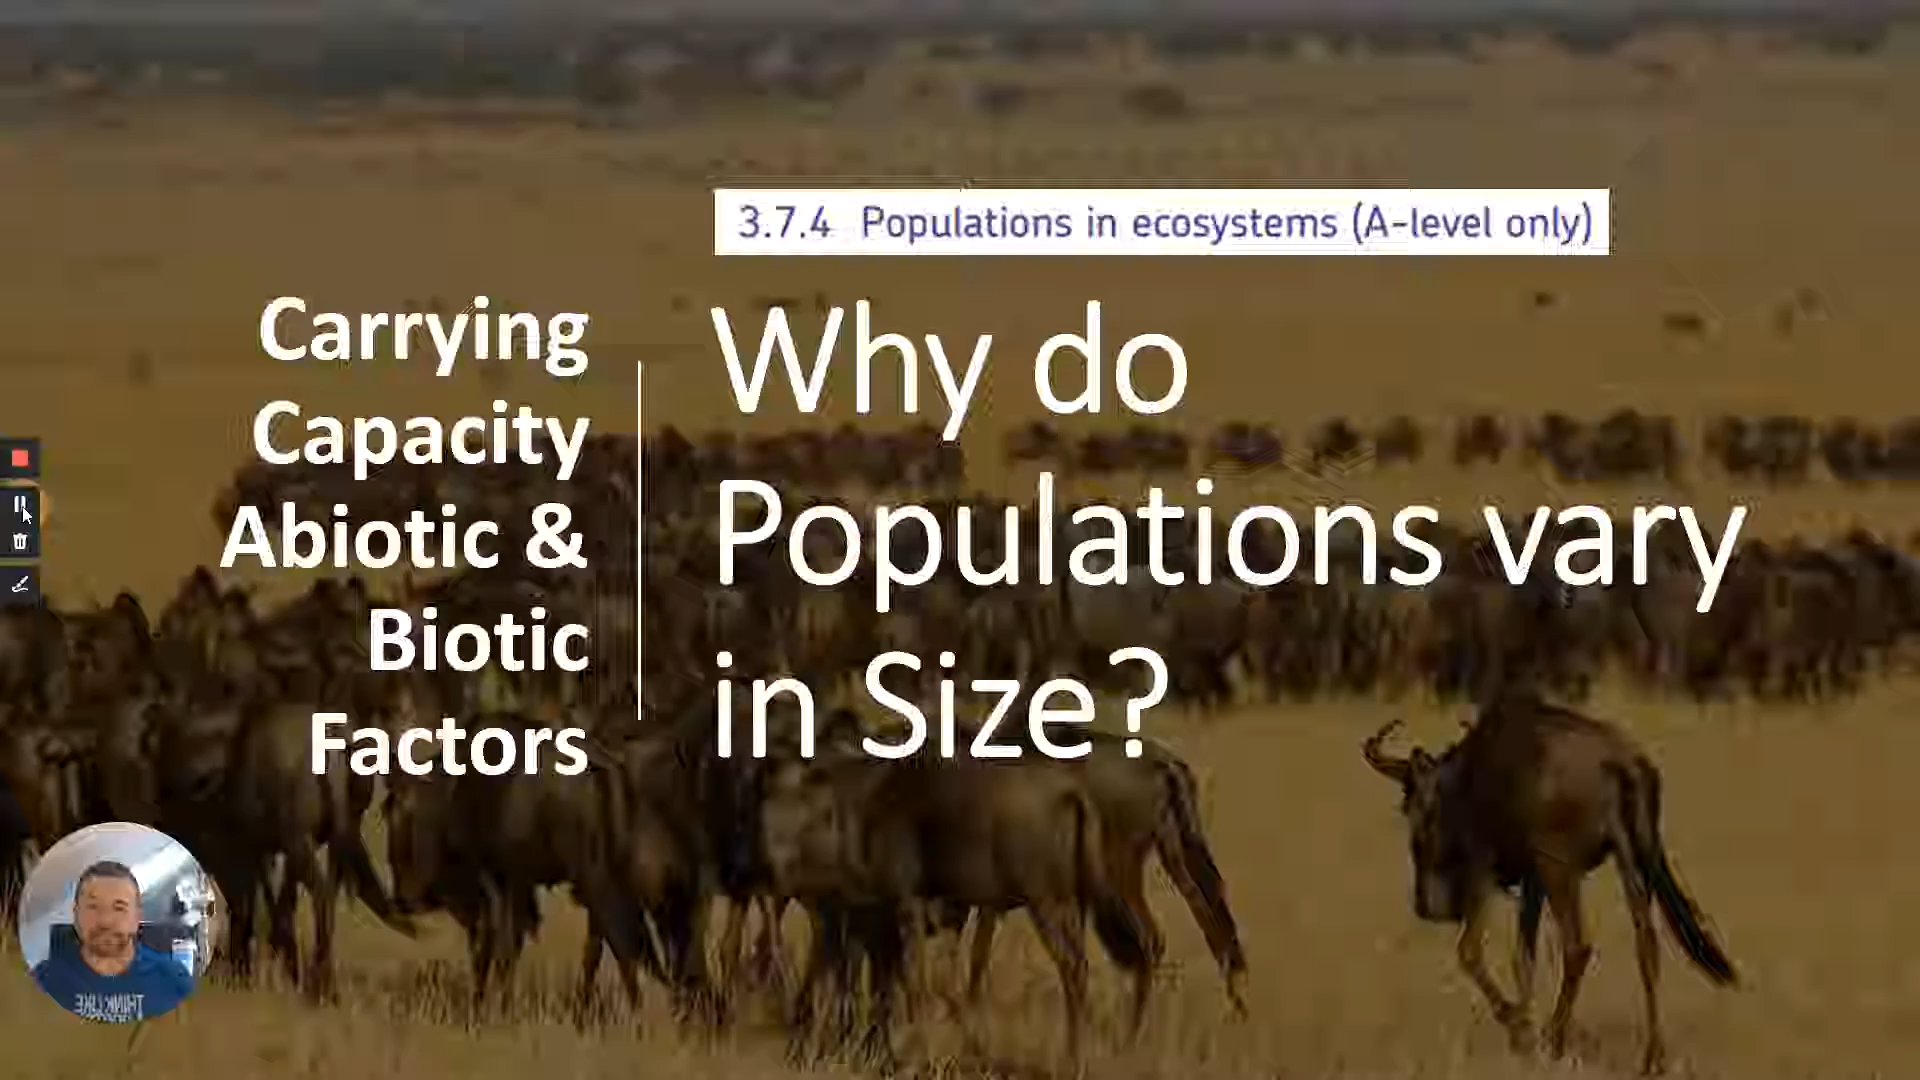 3.7.4 Populations in ecosystems (A-level only)
Carrying
Capacity
Abiotic &
Biotic
Factors
Why do
Populations vary
in Size?